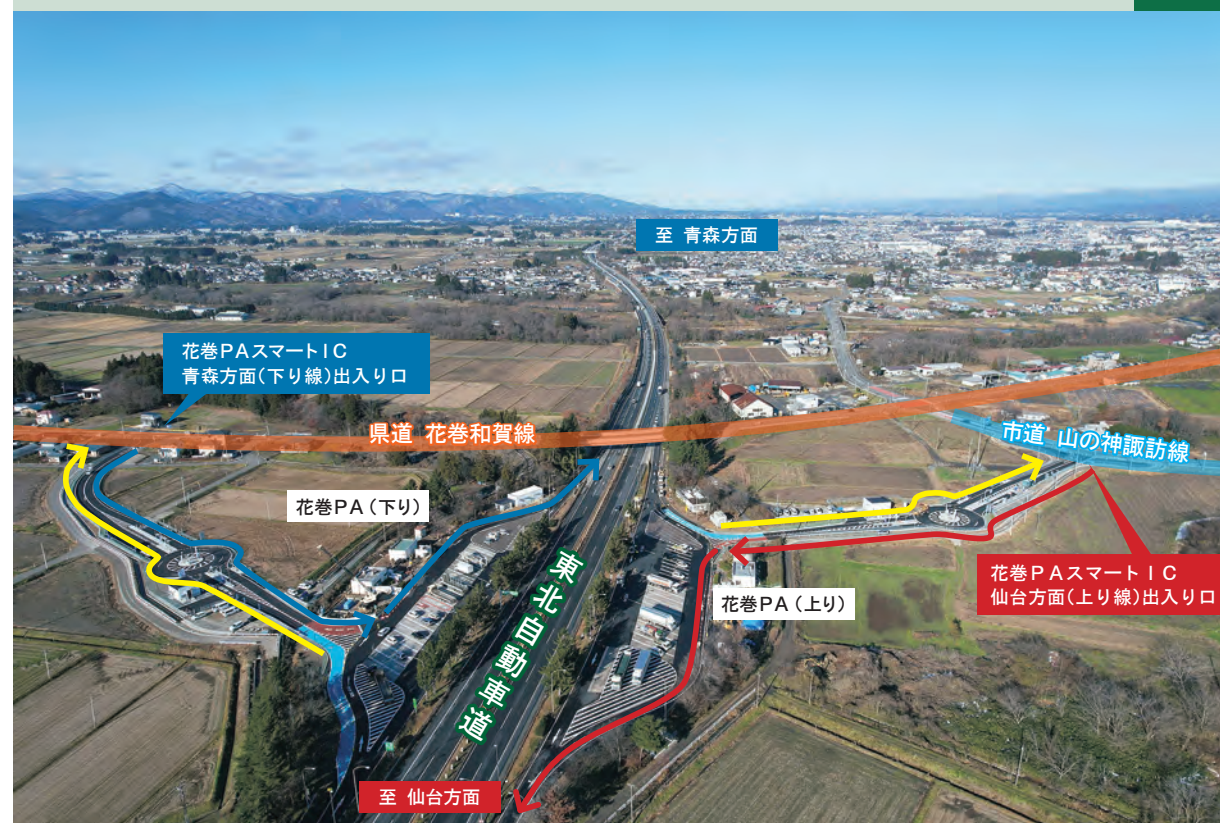 至 青森方面
花巻PAスマートIC
青森方面(下り線)出入り口
県道 花巻和賀線
市道 山の神諏訪線
花巻PA(下り)
東北自動車道
花巻PA(上り)
花巻PAスマートIC
仙台方面(上り線)出入り口
至 仙台方面